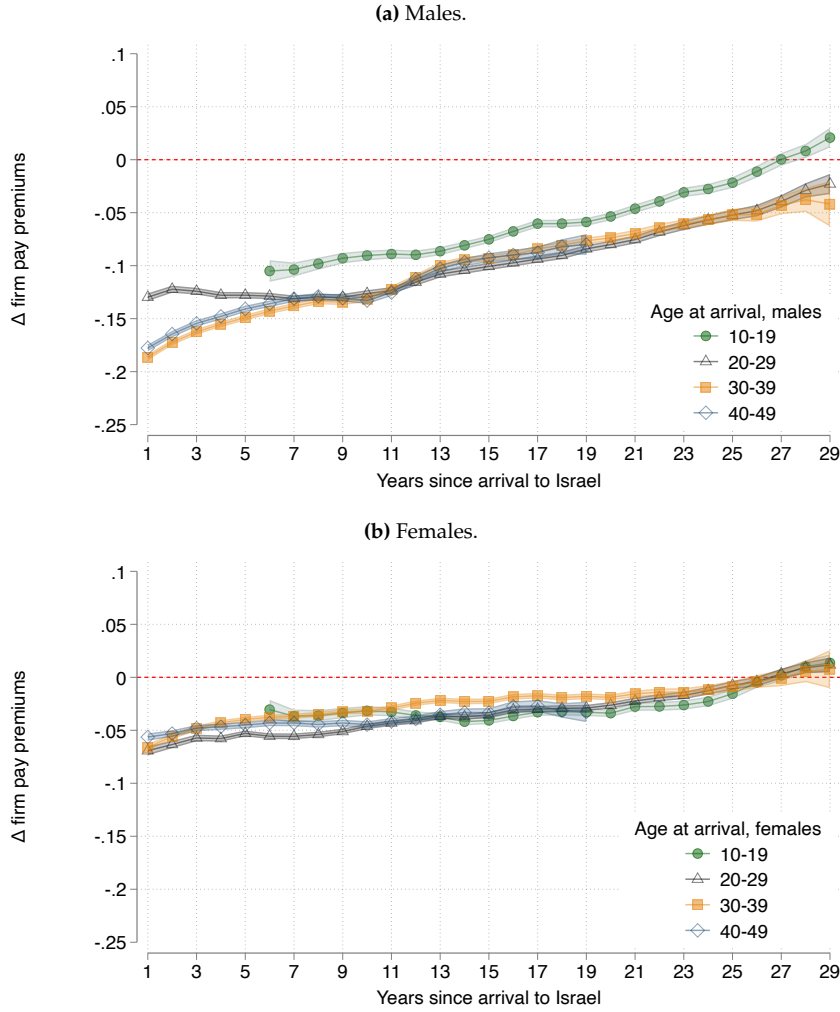 (a) Males.
.1
.05
0
-.05
-.1
-.15
-.2
-.25
Δ firm pay premiums
1 3 5 7 9 11 13 15 17 19 21 23 25 27 29
Years since arrival to Israel
Age at arrival, males
10-19
20-29
30-39
40-49
(b) Females.
.1
.05
0
-.05
-.1
-.15
-.2
-.25
Δ firm pay premiums
1 3 5 7 9 11 13 15 17 19 21 23 25 27 29
Years since arrival to Israel
Age at arrival, females
10-19
20-29
30-39
40-49